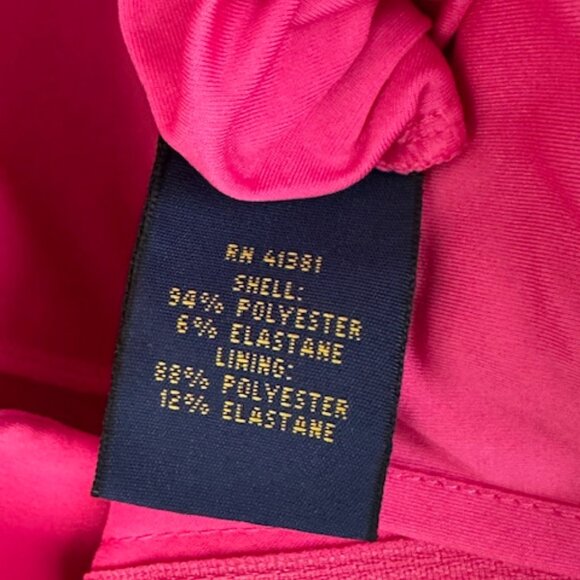 RN 41381
SHELL:
94% POLYESTER
6% ELASTANE
LINING:
88% POLYESTER
12% ELASTANE